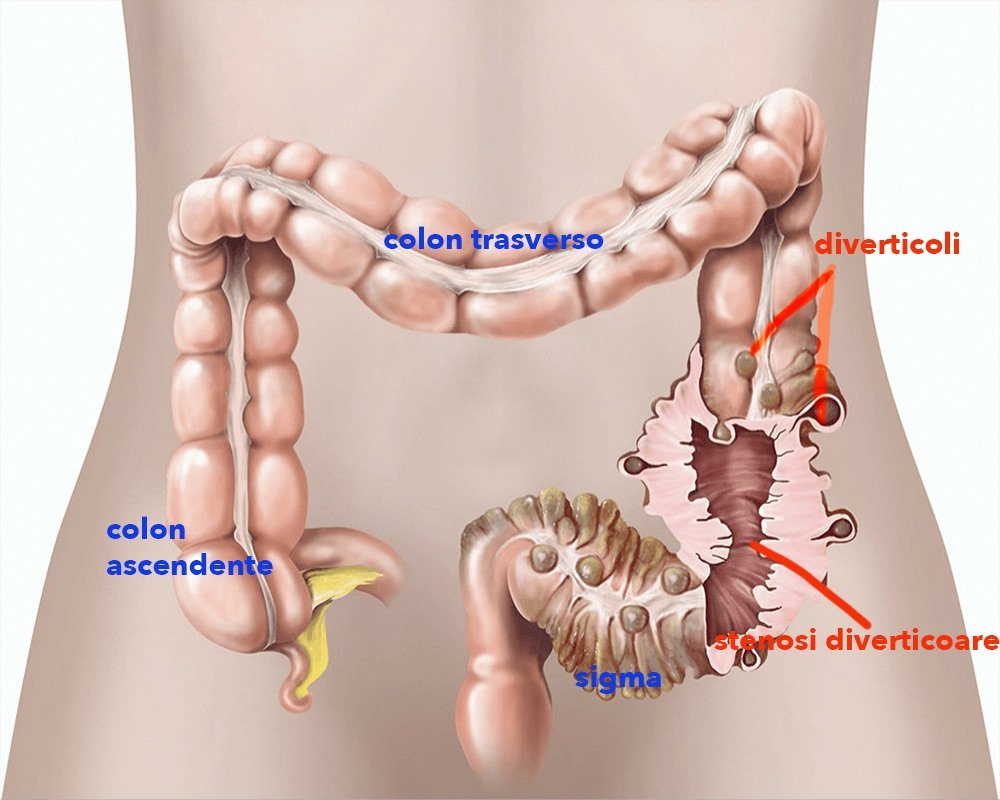 colon trasverso
diverticoli
colon
ascendente
stenosi diverticoare
sigma